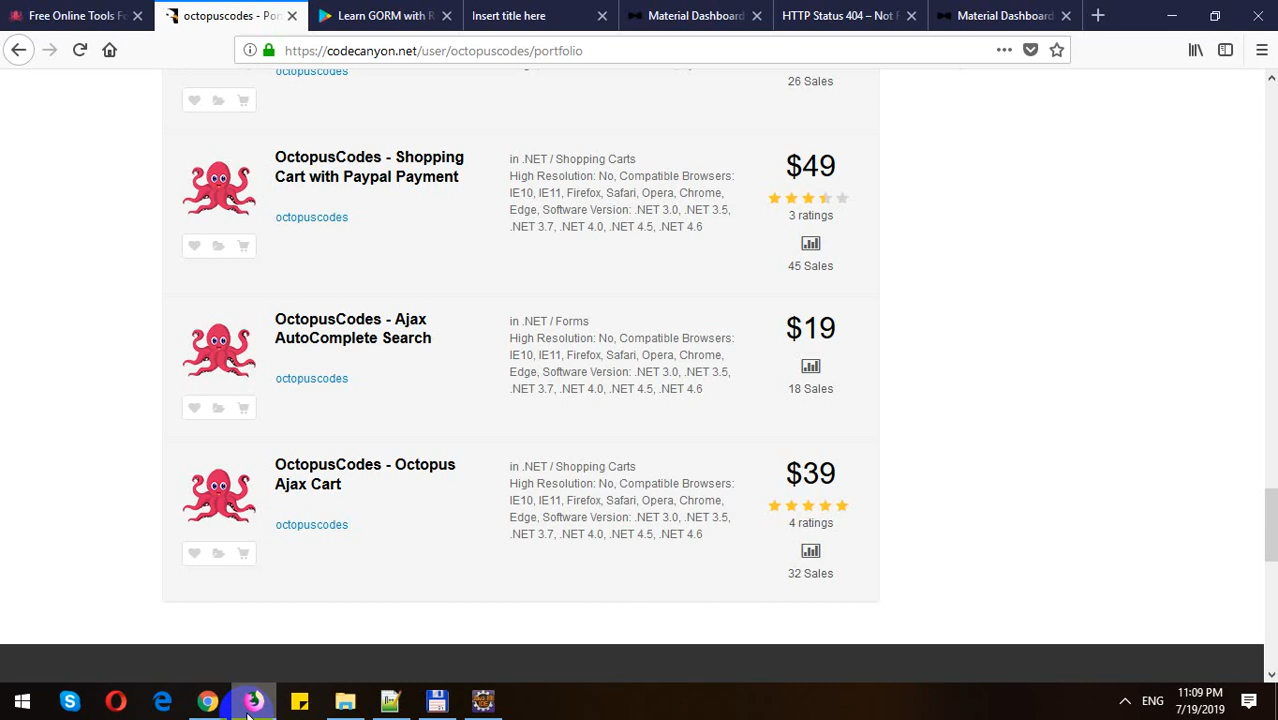 Free Online Tools Fo
octopuscodes - Por
Learn GORM with R
Insert title here
Material Dashboard
HTTP Status 404 – Not F
Material Dashboard
https://codecanyon.net/user/octopuscodes/portfolio
octopuscodes
26 Sales
OctopusCodes - Shopping
Cart with Paypal Payment
octopuscodes
in .NET / Shopping Carts
High Resolution: No, Compatible Browsers:
IE10, IE11, Firefox, Safari, Opera, Chrome,
Edge, Software Version: .NET 3.0, .NET 3.5,
.NET 3.7, .NET 4.0, .NET 4.5, .NET 4.6
$49
3 ratings
45 Sales
OctopusCodes - Ajax
AutoComplete Search
octopuscodes
in .NET / Forms
High Resolution: No, Compatible Browsers:
IE10, IE11, Firefox, Safari, Opera, Chrome,
Edge, Software Version: .NET 3.0, .NET 3.5,
.NET 3.7, .NET 4.0, .NET 4.5, .NET 4.6
$19
18 Sales
OctopusCodes - Octopus
Ajax Cart
octopuscodes
in .NET / Shopping Carts
High Resolution: No, Compatible Browsers:
IE10, IE11, Firefox, Safari, Opera, Chrome,
Edge, Software Version: .NET 3.0, .NET 3.5,
.NET 3.7, .NET 4.0, .NET 4.5, .NET 4.6
$39
4 ratings
32 Sales
ENG
11:09 PM
7/19/2019